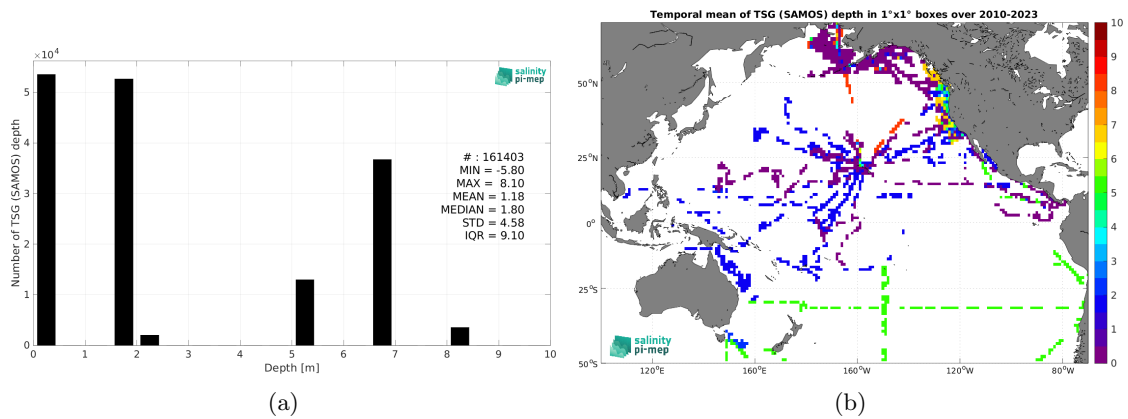 ×10⁴
5
4
3
2
1
0
Number of TSG (SAMOS) depth
salinity
pi-mep
# : 161403
MIN = -5.80
MAX = 8.10
MEAN = 1.18
MEDIAN = 1.80
STD = 4.58
IQR = 9.10
0 1 2 3 4 5 6 7 8 9 10
Depth [m]
(a)
Temporal mean of TSG (SAMOS) depth in 1°x1° boxes over 2010-2023
50°N
25°N
0°
25°S
50°S
120°E
160°E
160°W
120°W
80°W
salinity
pi-mep
10
9
8
7
6
5
4
3
2
1
0
(b)